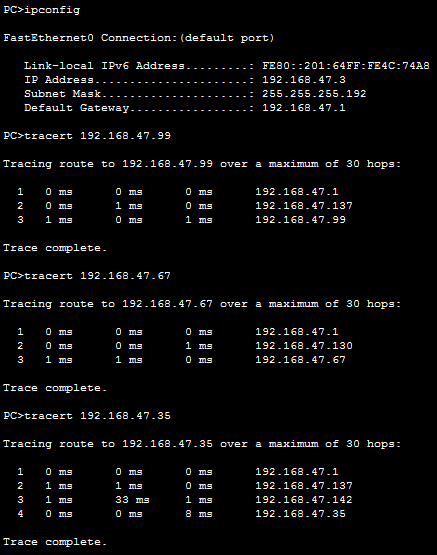 PC>ipconfig
FastEthernet0 Connection:(default port)
Link-local IPv6 Address.........: FE80::201:64FF:FE4C:74A8
IP Address......................: 192.168.47.3
Subnet Mask.....................: 255.255.255.192
Default Gateway.................: 192.168.47.1
PC>tracert 192.168.47.99
Tracing route to 192.168.47.99 over a maximum of 30 hops:
1 0 ms 0 ms 0 ms 192.168.47.1
2 0 ms 1 ms 0 ms 192.168.47.137
3 1 ms 0 ms 1 ms 192.168.47.99
Trace complete.
PC>tracert 192.168.47.67
Tracing route to 192.168.47.67 over a maximum of 30 hops:
1 0 ms 0 ms 0 ms 192.168.47.1
2 0 ms 0 ms 1 ms 192.168.47.130
3 1 ms 1 ms 0 ms 192.168.47.67
Trace complete.
PC>tracert 192.168.47.35
Tracing route to 192.168.47.35 over a maximum of 30 hops:
1 0 ms 0 ms 0 ms 192.168.47.1
2 1 ms 1 ms 0 ms 192.168.47.137
3 1 ms 33 ms 1 ms 192.168.47.142
4 0 ms 0 ms 8 ms 192.168.47.35
Trace complete.